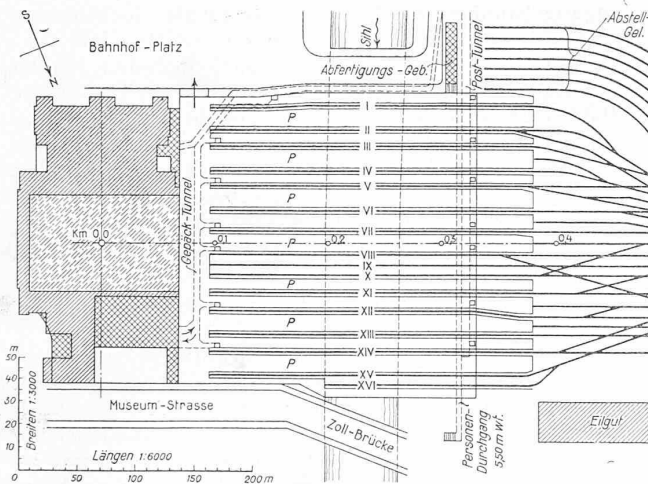 S
N
Bahnhof - Platz
Sihl
Abfertigungs - Geb.
Post-Tunnel
Abstell-
Gel.
Gepäck-Tunnel
I
P
II
III
P
IV
V
P
VI
VII
Km 0,0
0,1
P
0,2
0,3
0,4
VIII
IX
X
P
XI
XII
P
XIII
XIV
P
XV
XVI
m
50
40
30
20
10
Breiten 1:3000
Museum - Strasse
Zoll - Brücke
Personen-
Durchgang
5,50 m wt.
Eilgut
Längen 1:6000
0
50
100
150
200 m